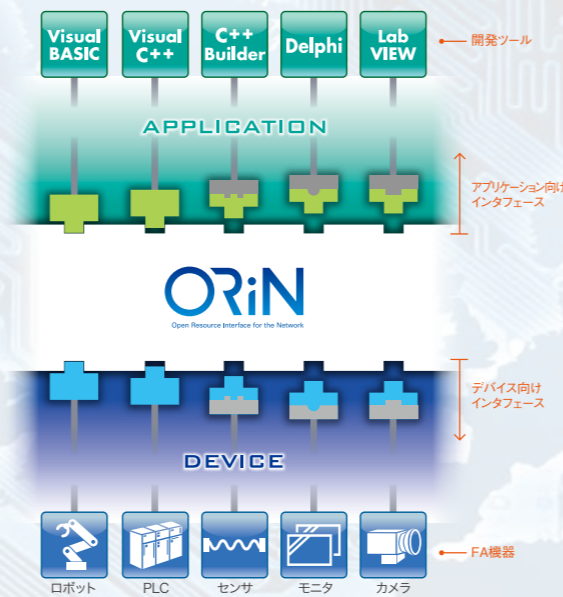 Visual
BASIC
Visual
C++
C++
Builder
Delphi
Lab
VIEW
開発ツール
APPLICATION
アプリケーション向け
インタフェース
ORiN
Open Resource Interface for the Network
デバイス向け
インタフェース
DEVICE
FA機器
ロボット
PLC
センサ
モニタ
カメラ